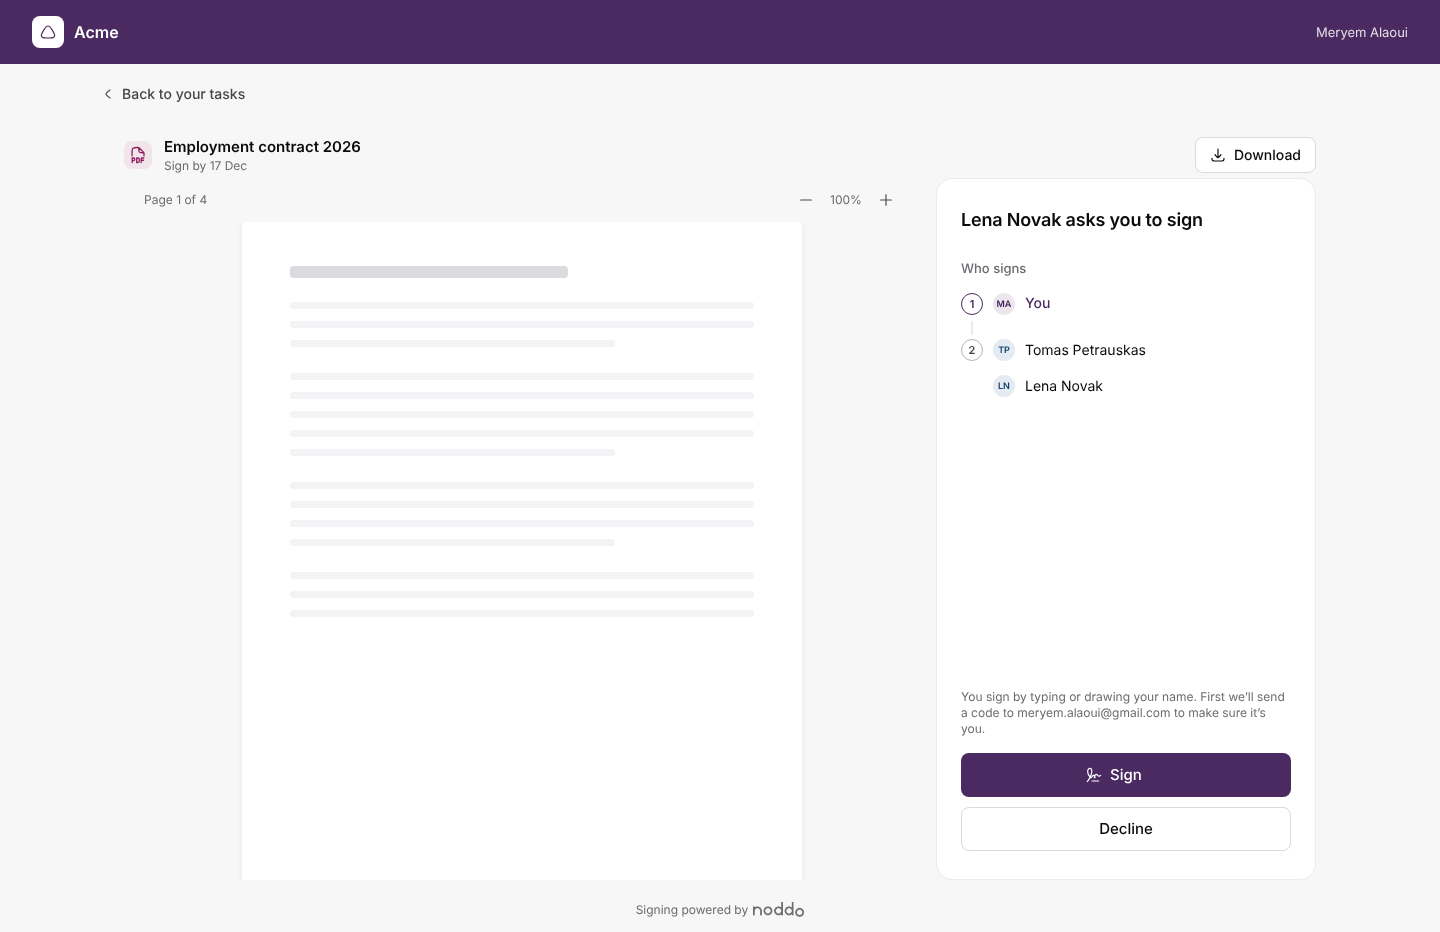 Acme
Meryem Alaoui
Back to your tasks
PDF
Employment contract 2026
Sign by 17 Dec
Download
Page 1 of 4
100%
Lena Novak asks you to sign
Who signs
1 MA You
2 TP Tomas Petrauskas
LN Lena Novak
You sign by typing or drawing your name. First we’ll send
a code to meryem.alaoui@gmail.com to make sure it’s
you.
Sign
Decline
Signing powered by noddo